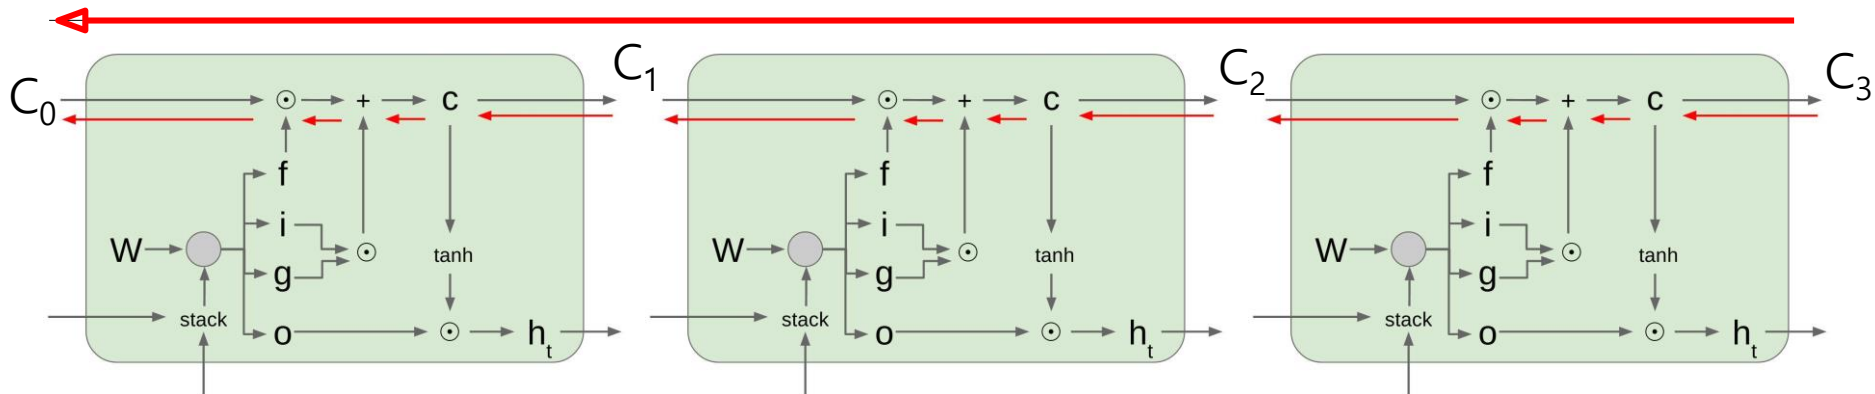 C0 C1 C2 C3
⊙ + c ⊙ + c ⊙ + c
f f f
i i i
W ⊙ tanh W ⊙ tanh W ⊙ tanh
g g g
stack o ⊙ ht stack o ⊙ ht stack o ⊙ ht